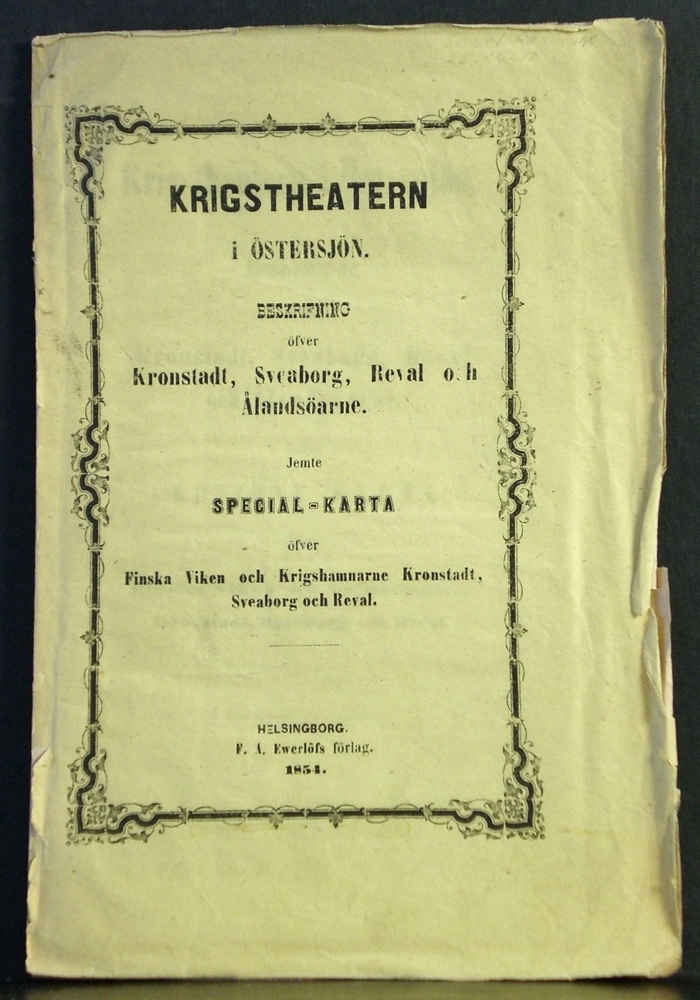 KRIGSTHEATERN
i ÖSTERSJÖN.
BESKRIFNING
öfver
Kronstadt, Sveaborg, Reval och
Ålandsöarne.
Jemte
SPECIAL-KARTA
öfver
Finska Viken och Krigshamnarne Kronstadt,
Sveaborg och Reval.
HELSINGBORG.
F. A. Ewerlöfs förlag.
1854.